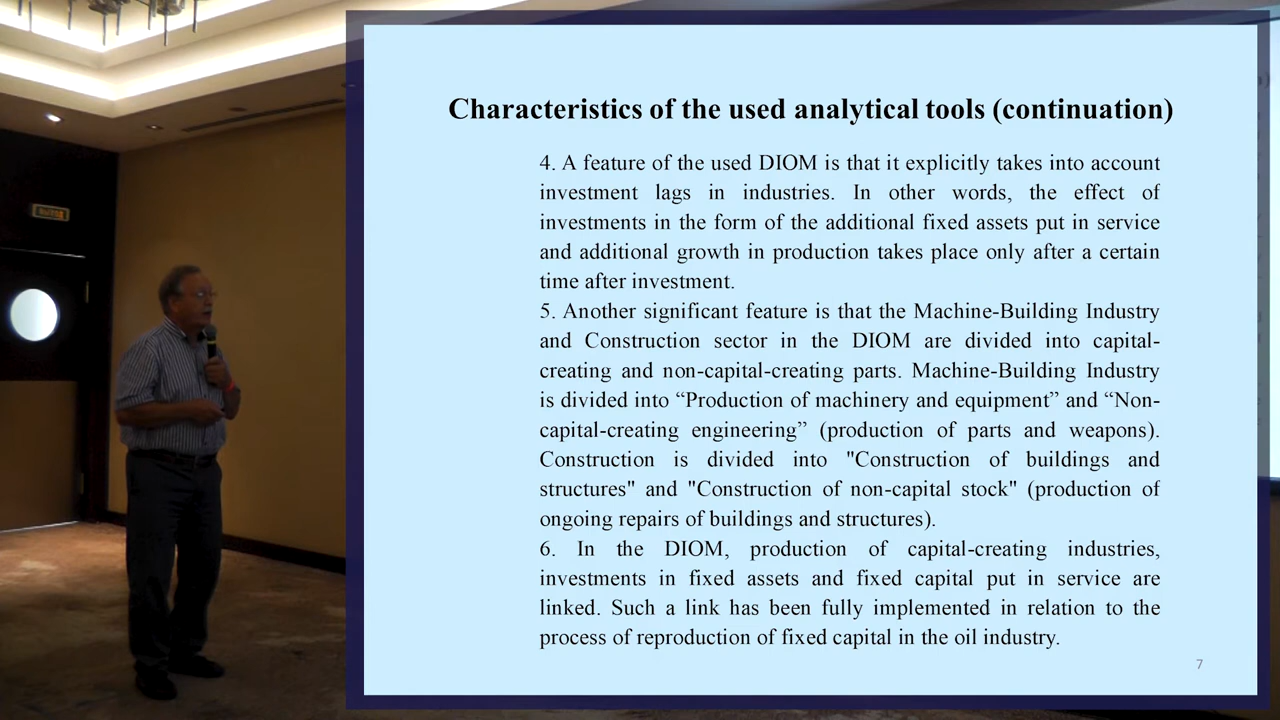 Characteristics of the used analytical tools (continuation)
4. A feature of the used DIOM is that it explicitly takes into account
investment lags in industries. In other words, the effect of
investments in the form of the additional fixed assets put in service
and additional growth in production takes place only after a certain
time after investment.
5. Another significant feature is that the Machine-Building Industry
and Construction sector in the DIOM are divided into capital-
creating and non-capital-creating parts. Machine-Building Industry
is divided into “Production of machinery and equipment” and “Non-
capital-creating engineering” (production of parts and weapons).
Construction is divided into "Construction of buildings and
structures" and "Construction of non-capital stock" (production of
ongoing repairs of buildings and structures).
6. In the DIOM, production of capital-creating industries,
investments in fixed assets and fixed capital put in service are
linked. Such a link has been fully implemented in relation to the
process of reproduction of fixed capital in the oil industry.
7